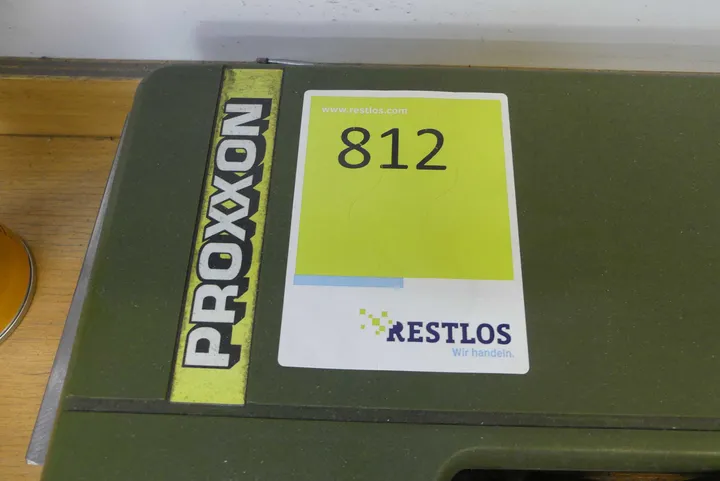 PROXXON
www.restlos.com
812
RESTLOS
Wir handeln.